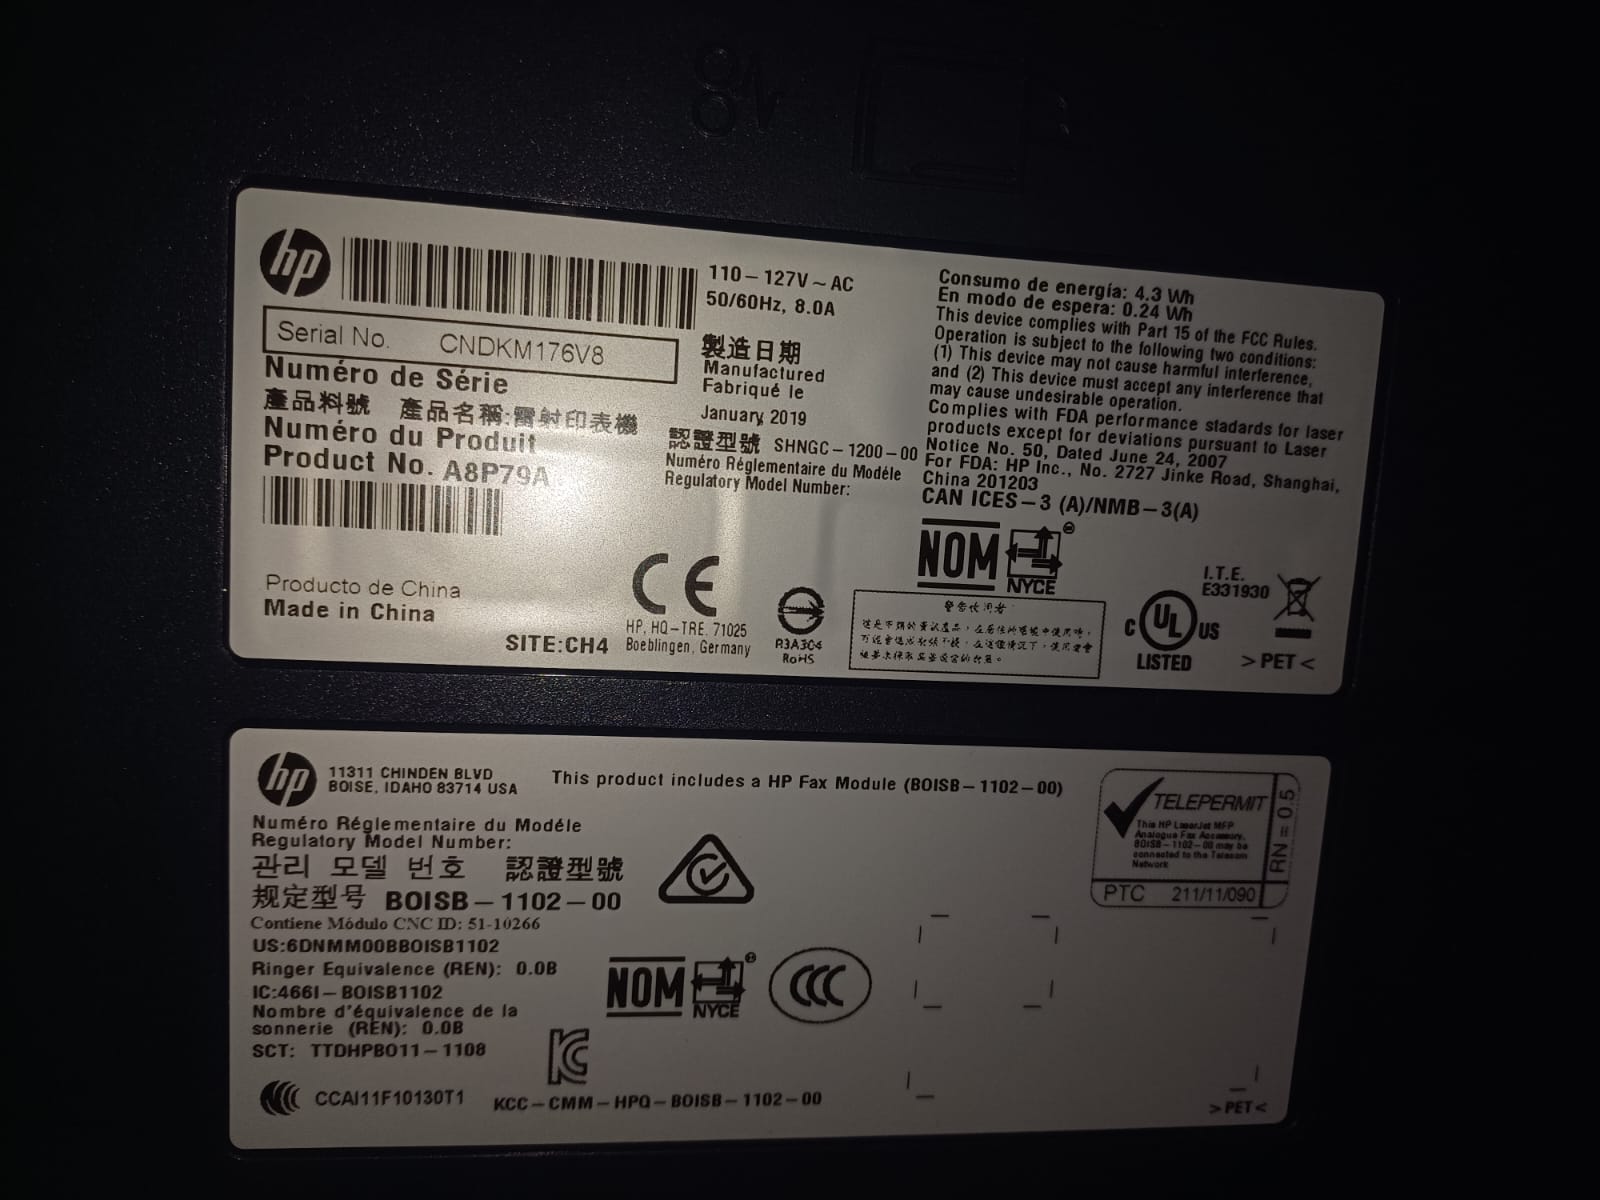 hp
110-127V~AC
50/60Hz, 8.0A
Serial No. CNDKM176V8
Numéro de Série
產品料號 產品名稱:雷射印表機
Numéro du Produit
Product No. A8P79A
Producto de China
Made in China
SITE:CH4
製造日期
Manufactured
Fabriqué le
January, 2019
認證型號 SHNGC-1200-00
Numéro Réglementaire du Modéle
Regulatory Model Number:
CE
HP, HQ-TRE. 71025
Boeblingen, Germany
R3A3C4
RoHS
Consumo de energía: 4.3 Wh
En modo de espera: 0.24 Wh
This device complies with Part 15 of the FCC Rules.
Operation is subject to the following two conditions:
(1) This device may not cause harmful interference,
and (2) This device must accept any interference that
may cause undesirable operation.
Complies with FDA performance stadards for laser
products except for deviations pursuant to Laser
Notice No. 50, Dated June 24, 2007
For FDA: HP Inc., No. 2727 Jinke Road, Shanghai,
China 201203
CAN ICES-3 (A)/NMB-3(A)
NOM
NYCE
警告使用者
C UL US
LISTED
I.T.E.
E331930
>PET<
hp
11311 CHINDEN BLVD
BOISE, IDAHO 83714 USA
This product includes a HP Fax Module (BOISB-1102-00)
Numéro Réglementaire du Modéle
Regulatory Model Number:
관리 모델 번호 認證型號
规定型号 BOISB-1102-00
Contiene Módulo CNC ID: 51-10266
US:6DNMM00BBOISB1102
Ringer Equivalence (REN): 0.0B
IC:466I-BOISB1102
Nombre d'équivalence de la
sonnerie (REN): 0.0B
SCT: TTDHPBO11-1108
CCAI11F10130T1
KCC-CMM-HPQ-BOISB-1102-00
NOM
NYCE
CCC
TELEPERMIT
This HP LaserJet MFP
Analogue Fax Accessory,
BOISB-1102-00 may be
connected to the Telecom
Network
RN = 0.5
PTC 211/11/090
>PET<